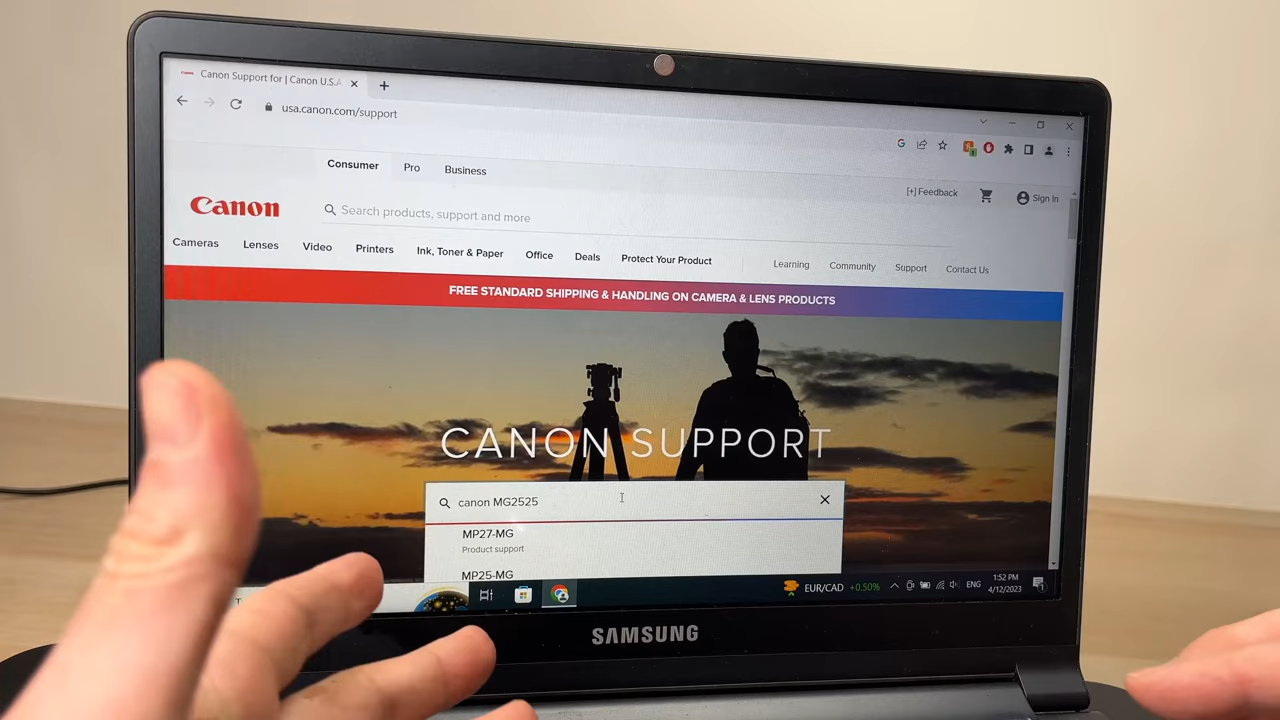 Canon Support for | Canon U.S.A
usa.canon.com/support
Consumer
Pro
Business
[+] Feedback
Sign In
Canon
Search products, support and more
Cameras
Lenses
Video
Printers
Ink, Toner & Paper
Office
Deals
Protect Your Product
Learning
Community
Support
Contact Us
FREE STANDARD SHIPPING & HANDLING ON CAMERA & LENS PRODUCTS
CANON SUPPORT
canon MG2525
MP27-MG
Product support
MP25-MG
EUR/CAD +0.50%
ENG
1:52 PM
4/12/2023
SAMSUNG